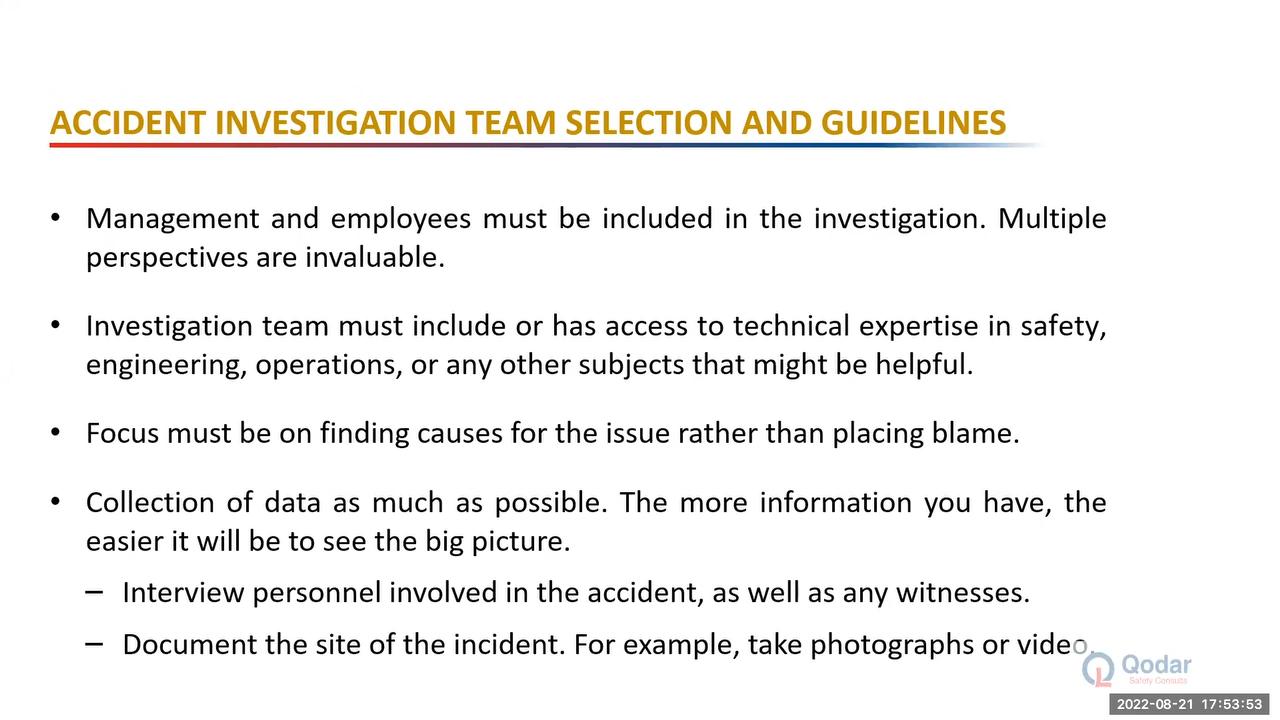 ACCIDENT INVESTIGATION TEAM SELECTION AND GUIDELINES
• Management and employees must be included in the investigation. Multiple
perspectives are invaluable.
• Investigation team must include or has access to technical expertise in safety,
engineering, operations, or any other subjects that might be helpful.
• Focus must be on finding causes for the issue rather than placing blame.
• Collection of data as much as possible. The more information you have, the
easier it will be to see the big picture.
– Interview personnel involved in the accident, as well as any witnesses.
– Document the site of the incident. For example, take photographs or video.
Qodar
Safety Consults
2022-08-21 17:53:53